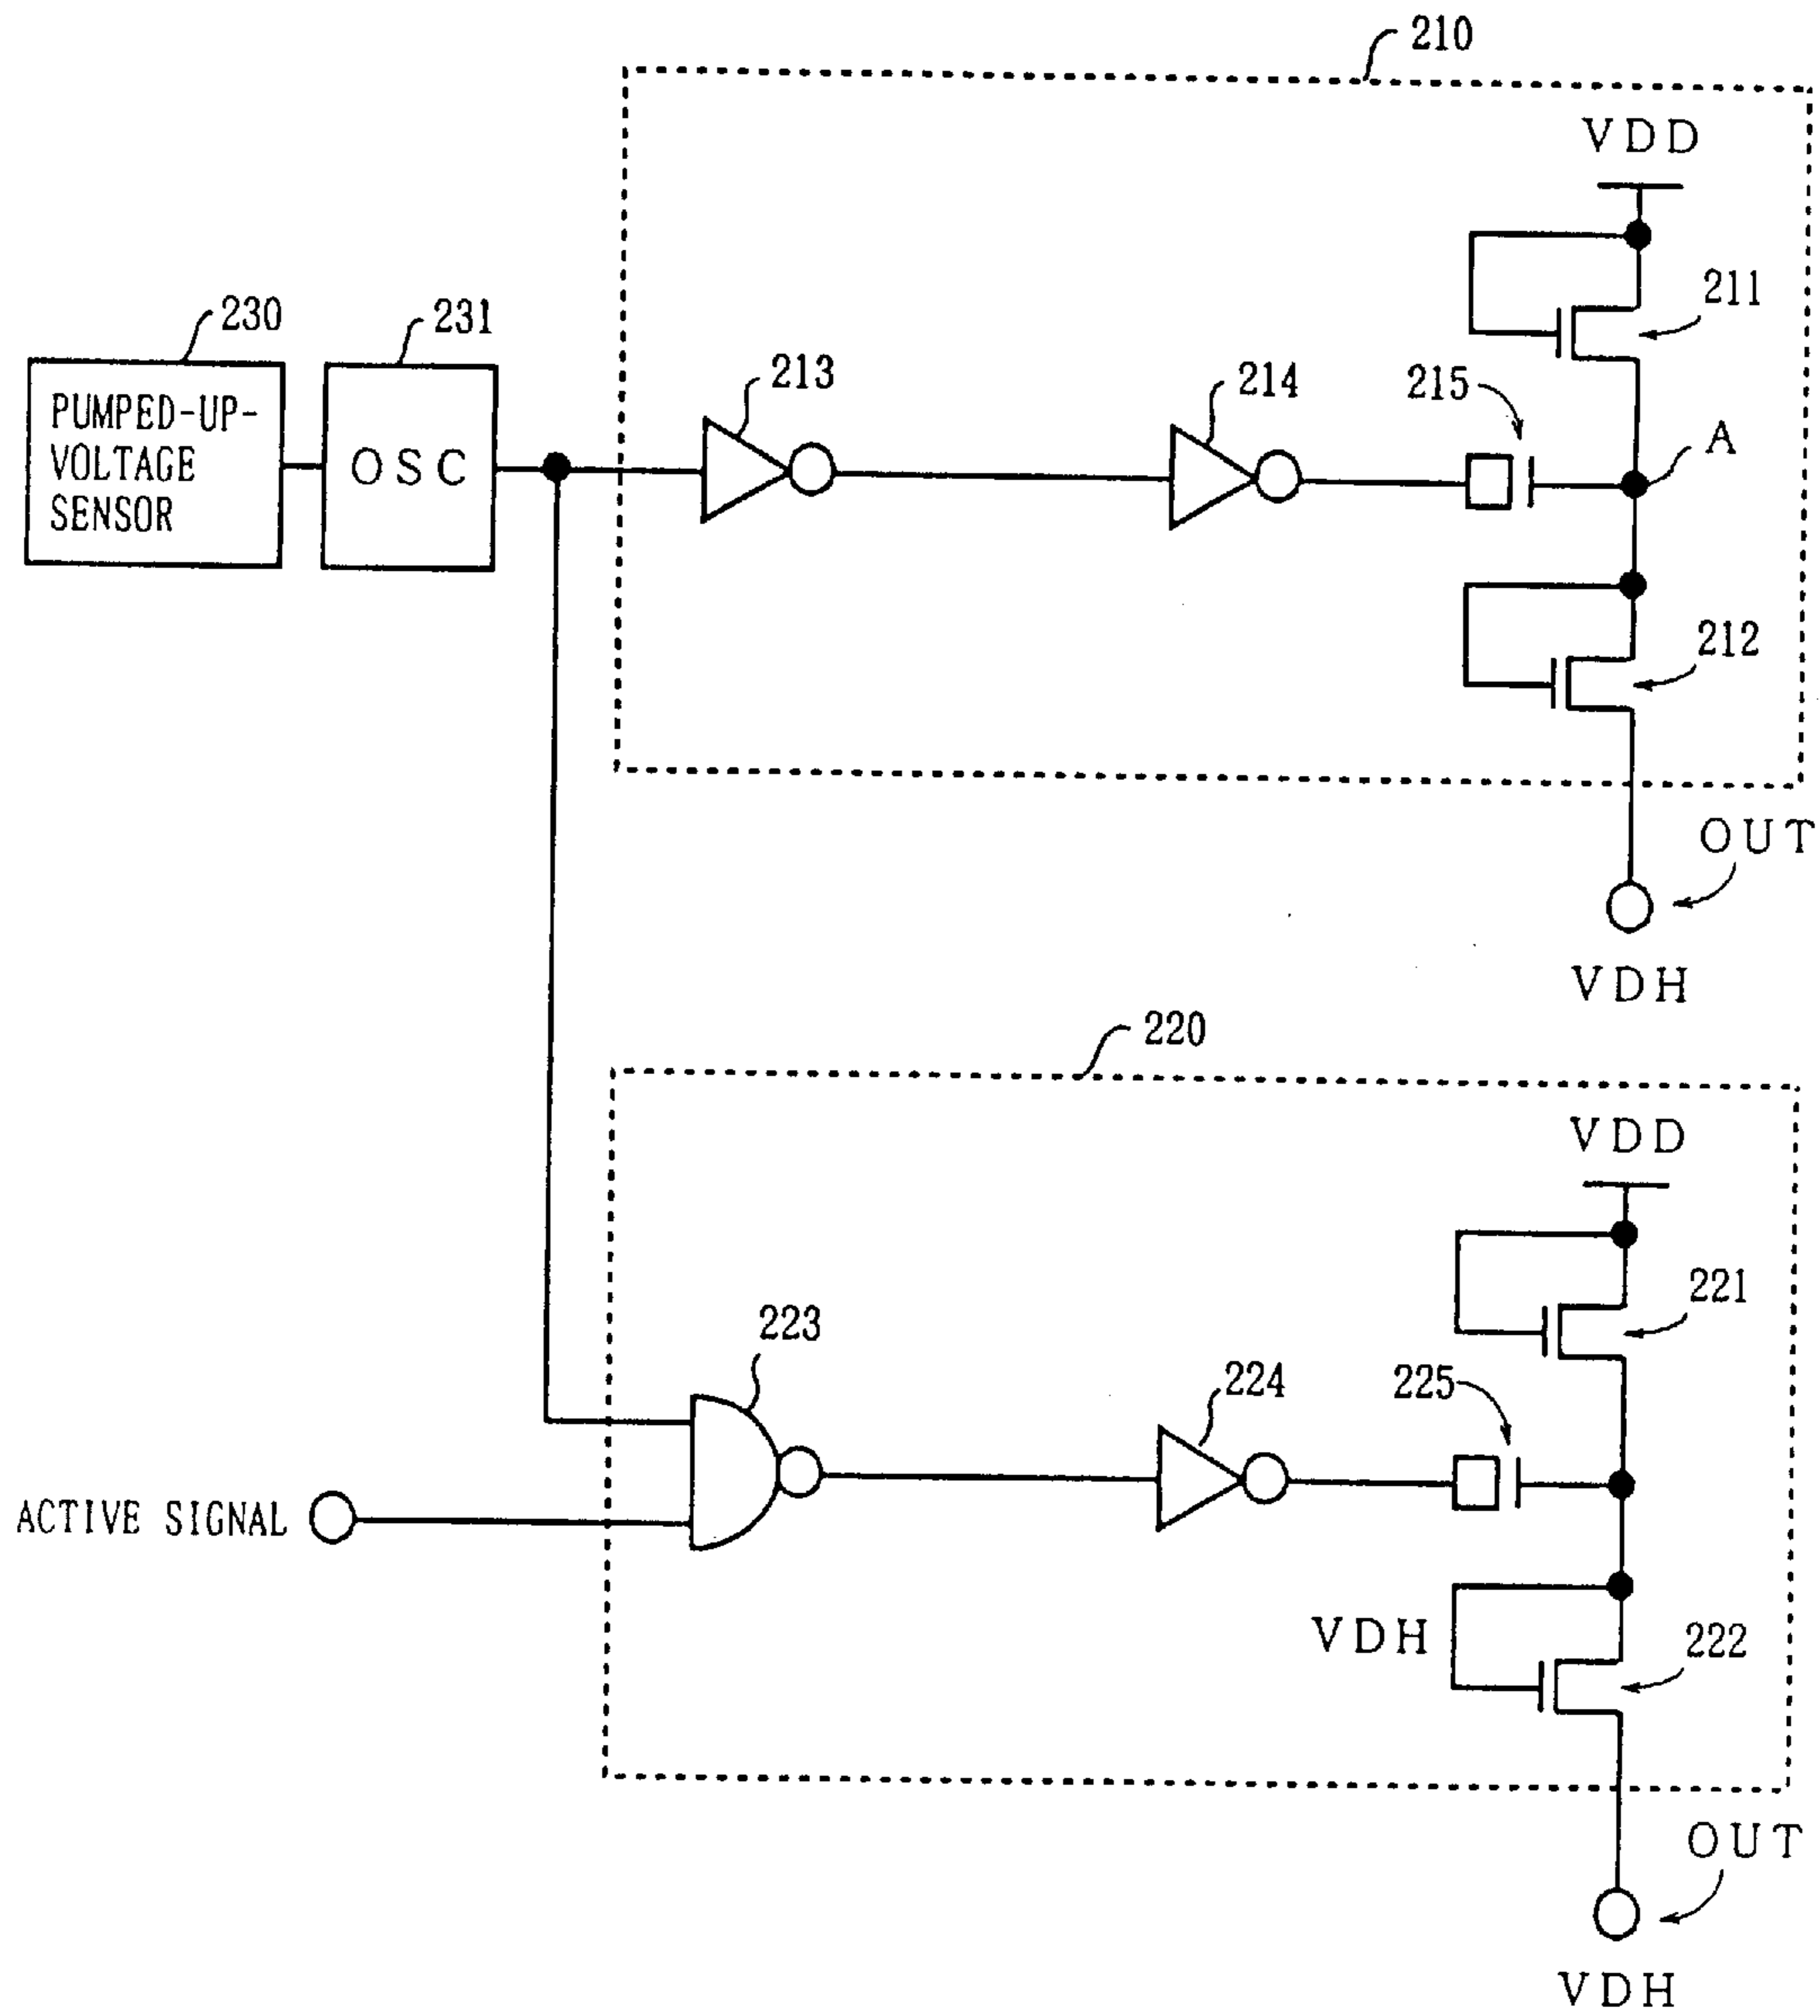 210
VDD
211
230
231
PUMPED-UP-
VOLTAGE
SENSOR
OSC
213
214
215
A
212
OUT
VDH
220
VDD
221
223
224
225
ACTIVE SIGNAL
VDH
222
OUT
VDH